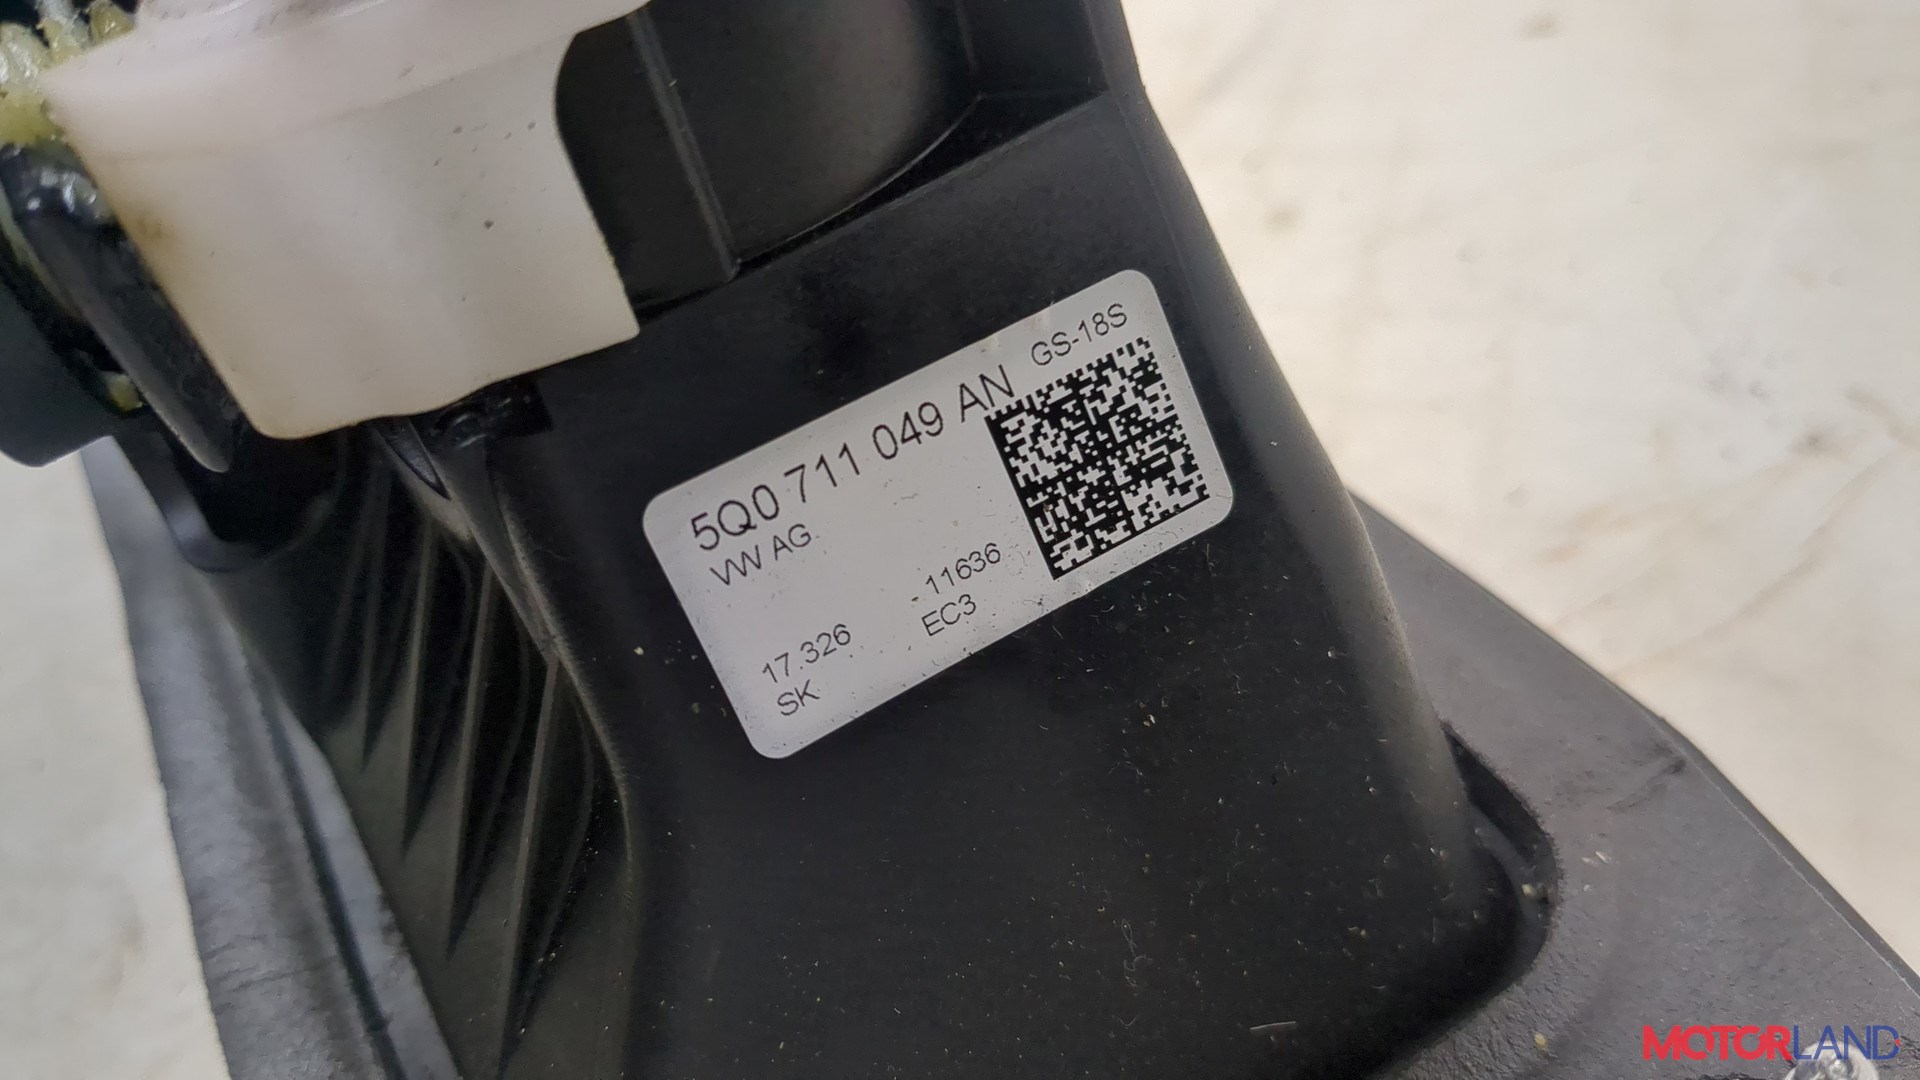 GS-18S
5Q0 711 049 AN
VW AG
17.326
-11636
SK
EC3
MOTORLAND